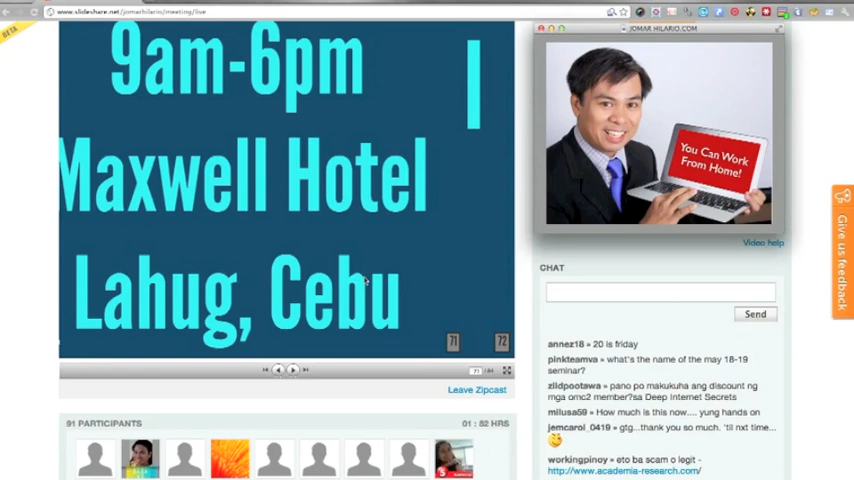 BETA
www.slideshare.net/jomarhilario/meeting/live
9am-6pm
Maxwell Hotel
Lahug, Cebu
71
72
71 / 84
Leave Zipcast
91 PARTICIPANTS
01 : 52 HRS
JOMAR HILARIO.COM
You Can Work
From Home!
Video help
CHAT
Send
annez18 » 20 is friday
pinkteamva » what's the name of the may 18-19
seminar?
zildpootawa » pano po makukuha ang discount ng
mga omc2 member?sa Deep Internet Secrets
milusa59 » How much is this now.... yung hands on
jemcarol_0419 » gtg...thank you so much. 'til nxt time...
workingpinoy » eto ba scam o legit -
http://www.academia-research.com/
Give us feedback